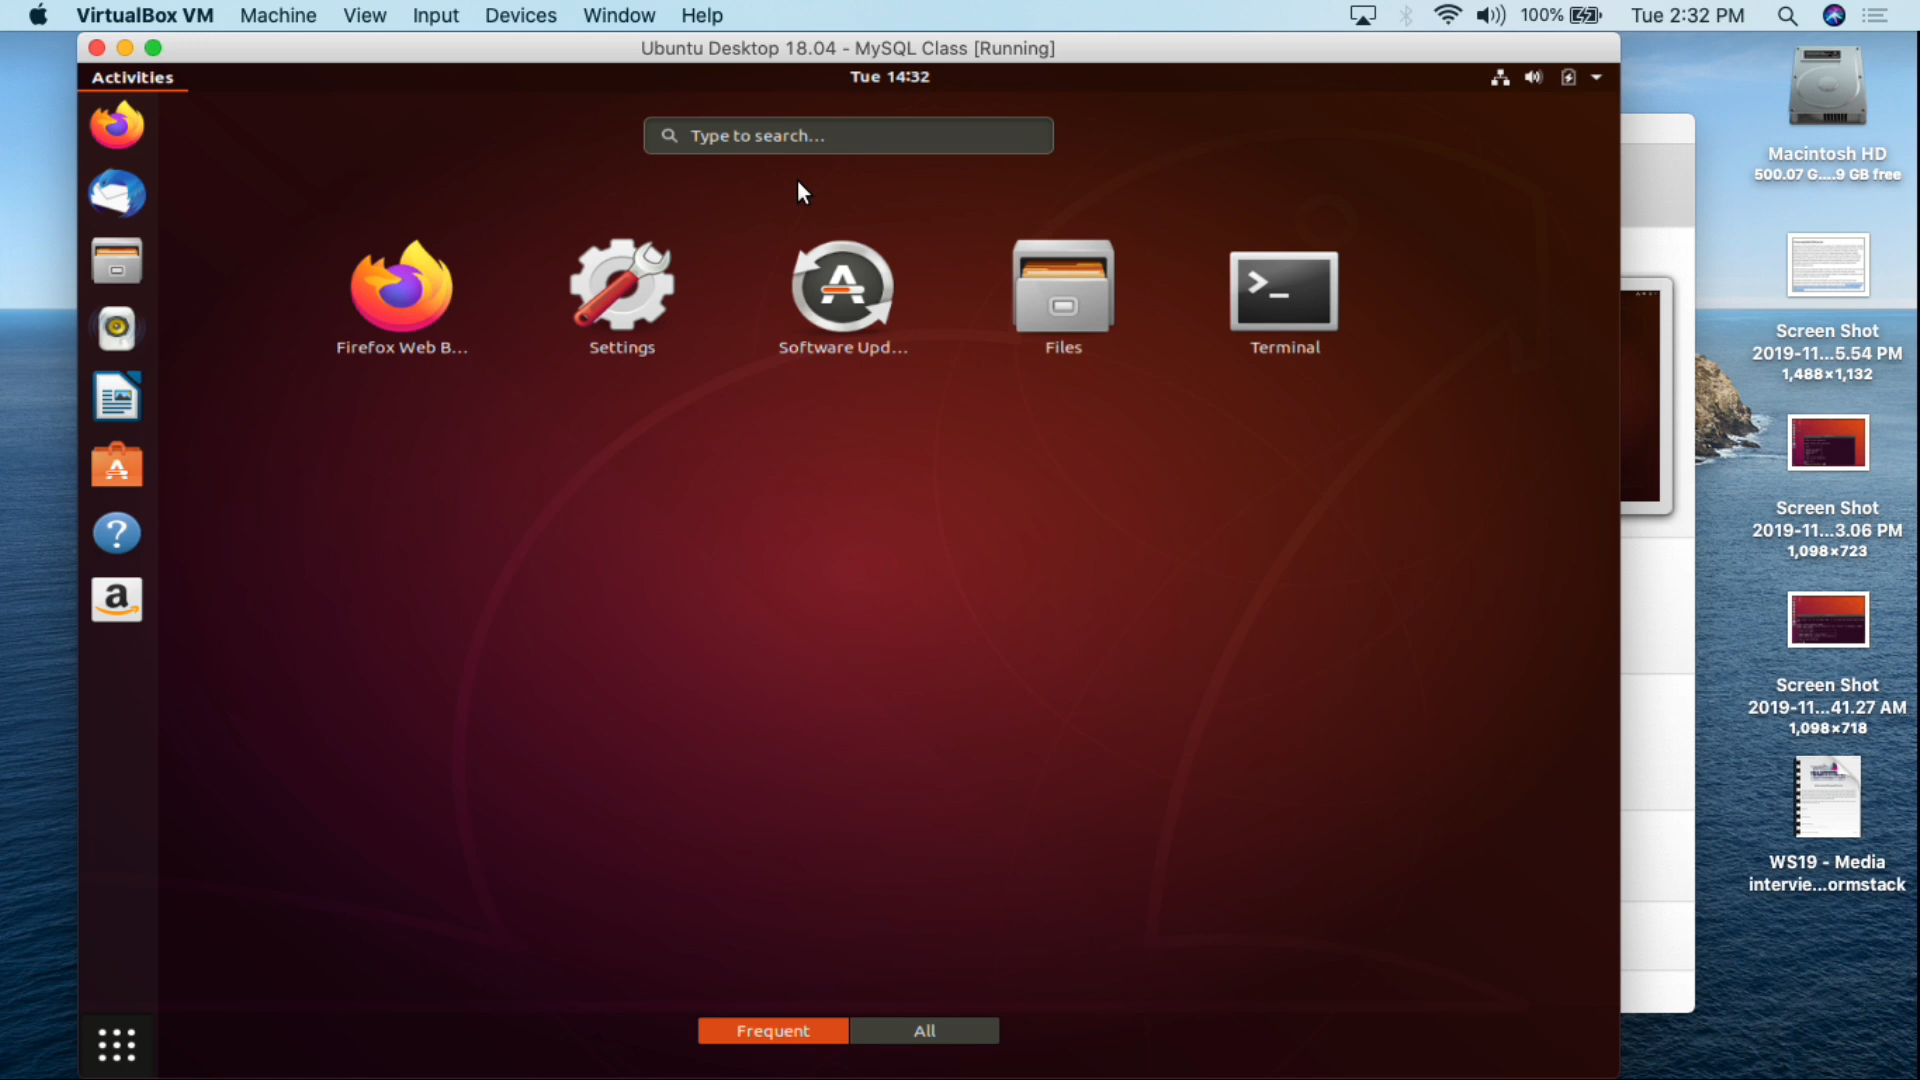 VirtualBox VM Machine View Input Devices Window Help 100% Tue 2:32 PM
Ubuntu Desktop 18.04 - MySQL Class [Running]
Activities
Tue 14:32
Type to search...
Firefox Web B...
Settings
Software Upd...
Files
Terminal
Frequent
All
Macintosh HD
500.07 G....9 GB free
Screen Shot
2019-11...5.54 PM
1,488×1,132
Screen Shot
2019-11...3.06 PM
1,098×723
Screen Shot
2019-11...41.27 AM
1,098×718
WS19 - Media
intervie...ormstack